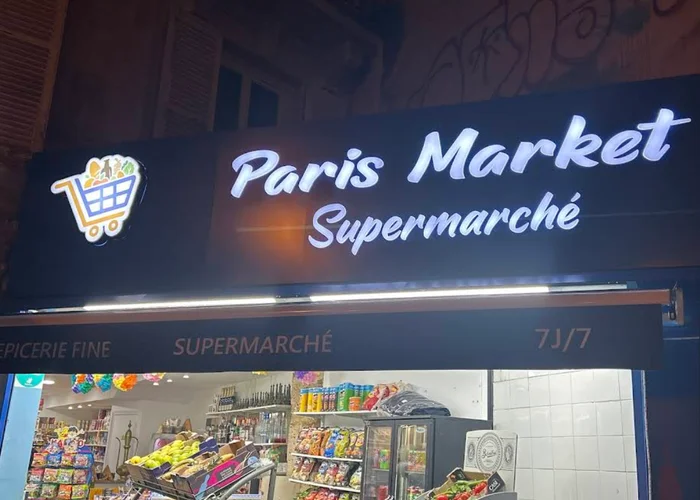 Paris Market
Supermarché
EPICERIE FINE SUPERMARCHÉ 7J/7